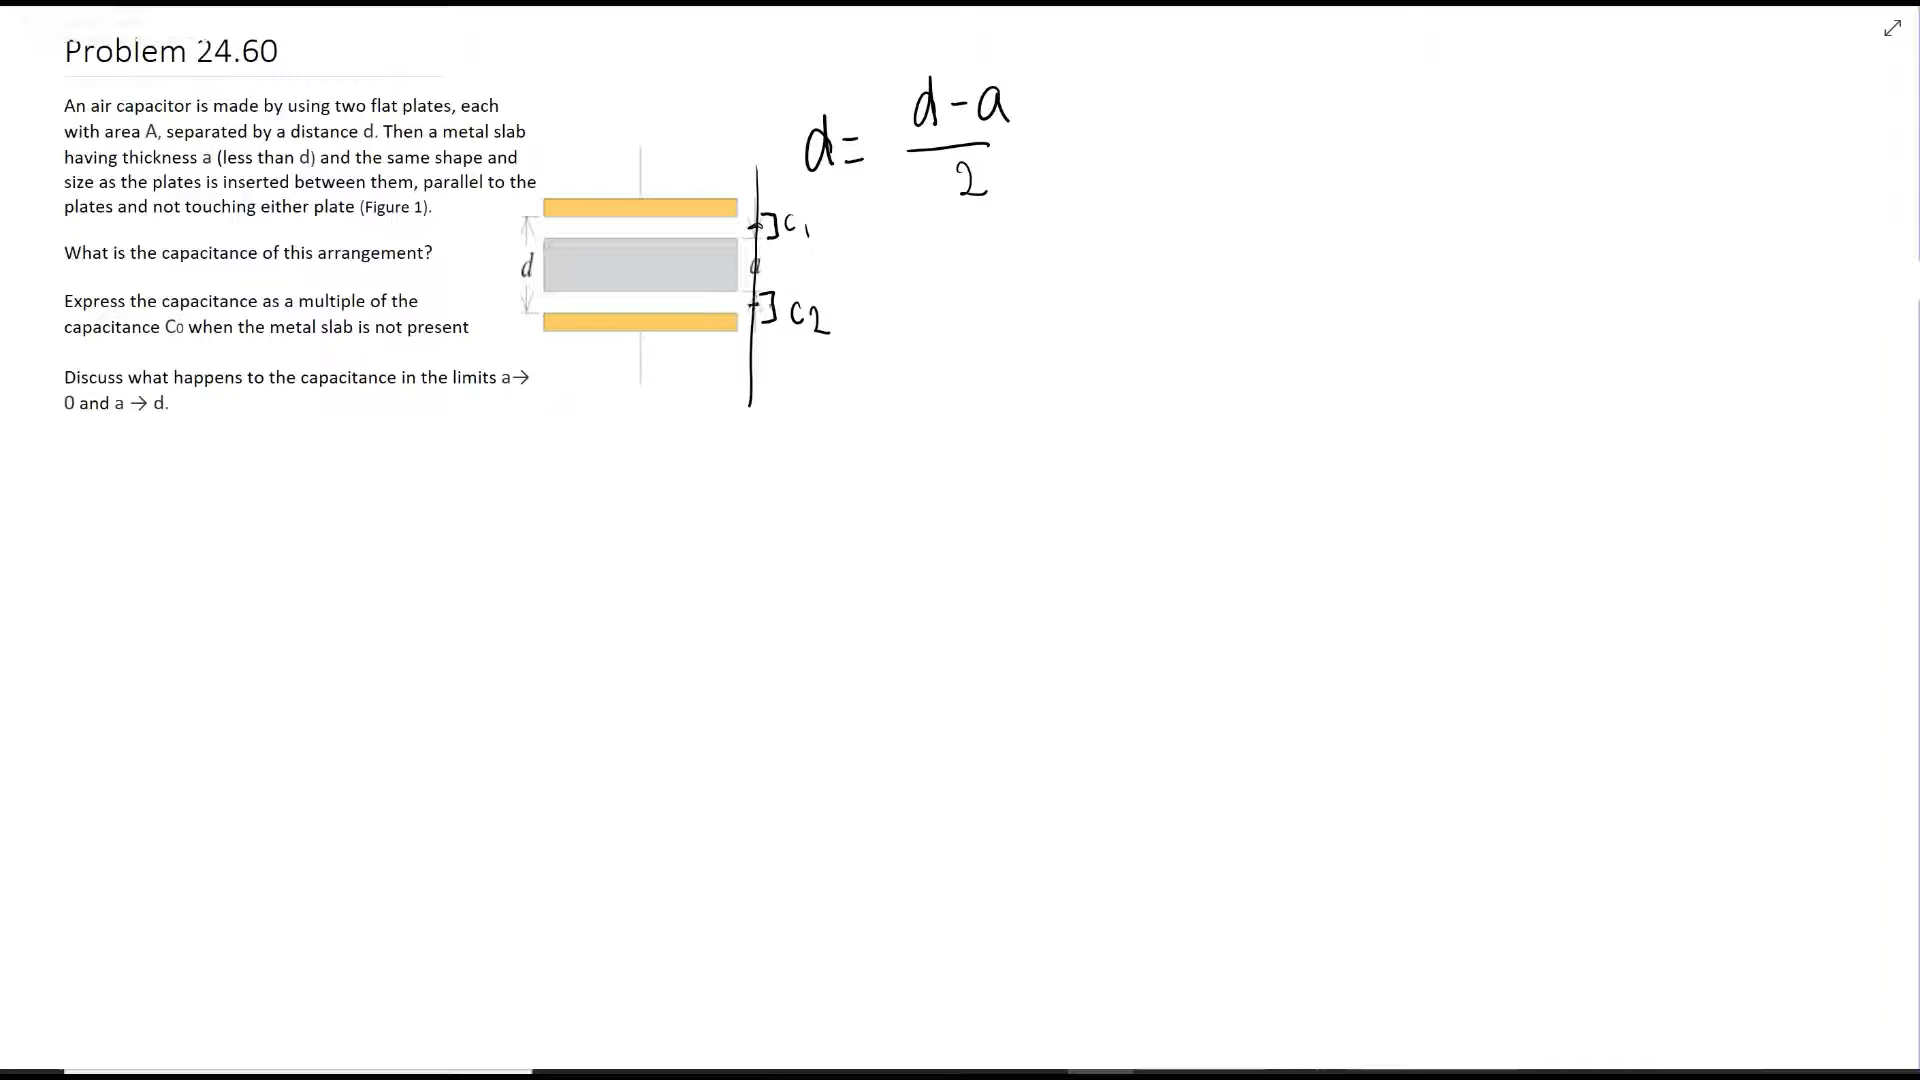 Problem 24.60
An air capacitor is made by using two flat plates, each
with area A, separated by a distance d. Then a metal slab
having thickness a (less than d) and the same shape and
size as the plates is inserted between them, parallel to the
plates and not touching either plate (Figure 1).
What is the capacitance of this arrangement?
Express the capacitance as a multiple of the
capacitance C0 when the metal slab is not present
Discuss what happens to the capacitance in the limits a→
0 and a → d.
d
a
C1
C2
d = d-a
2